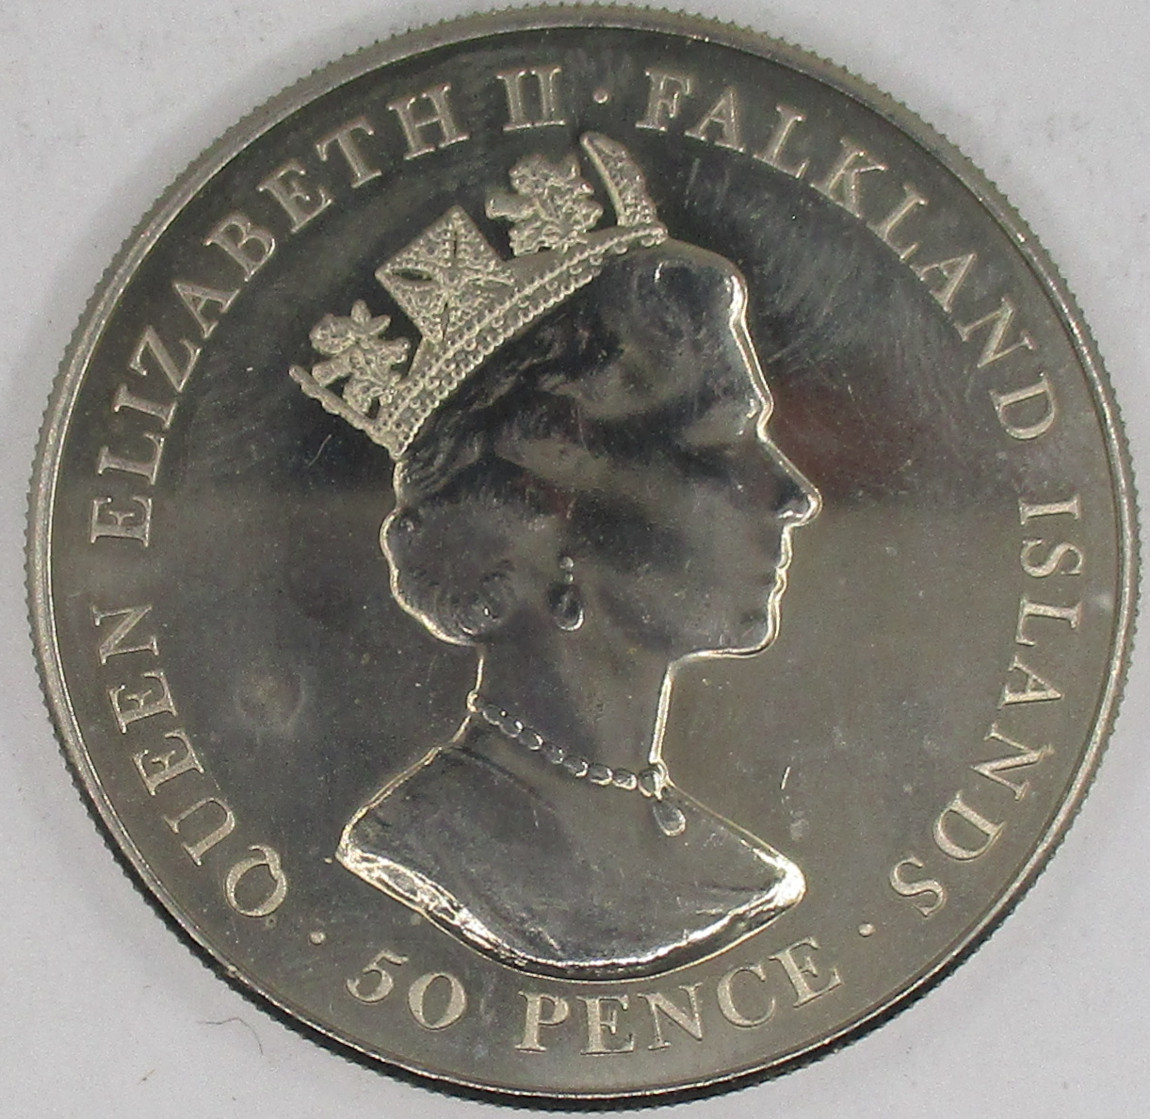 QUEEN ELIZABETH II · FALKLAND ISLANDS
· 50 PENCE ·